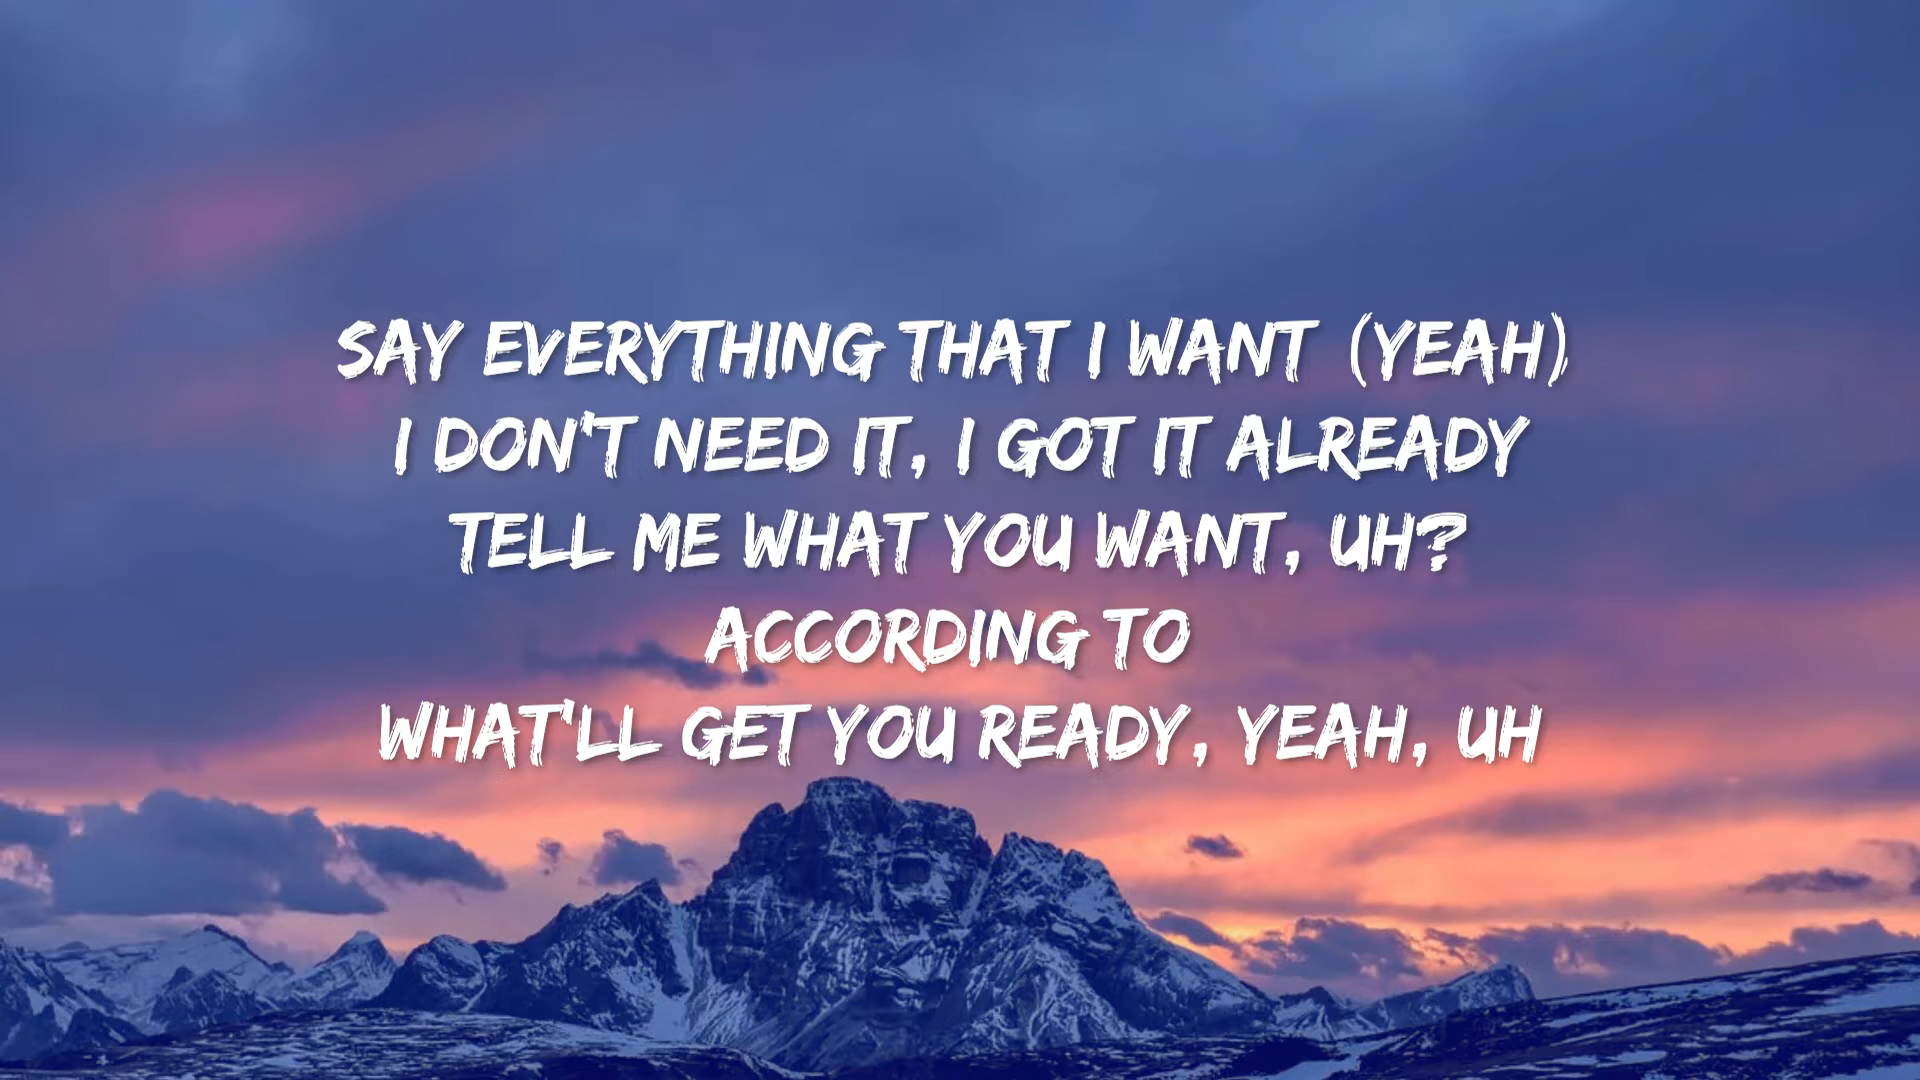 SAY EVERYTHING THAT I WANT (YEAH)
I DON'T NEED IT, I GOT IT ALREADY
TELL ME WHAT YOU WANT, UH?
ACCORDING TO
WHAT'LL GET YOU READY, YEAH, UH